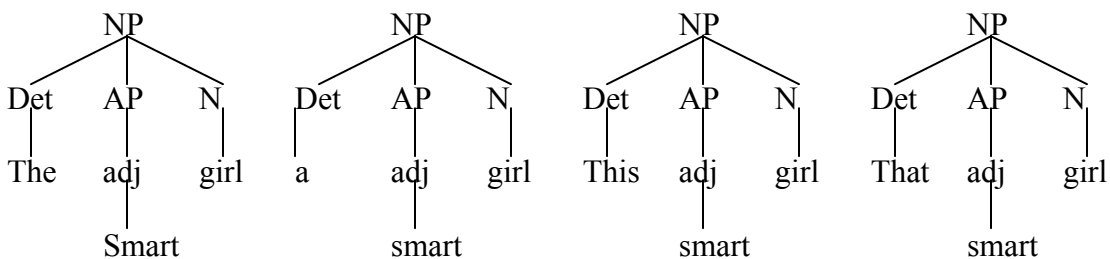 NP NP NP NP
Det AP N Det AP N Det AP N Det AP N
The adj girl a adj girl This adj girl That adj girl
Smart smart smart smart